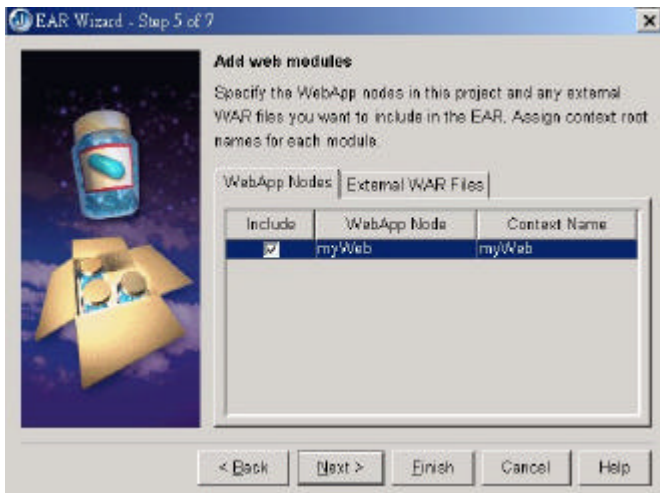 EAR Wizard - Step 5 of 7
Add web modules
Specify the WebApp nodes in this project and any external
WAR files you want to include in the EAR. Assign context root
names for each module.
WebApp Nodes External WAR Files
Include WebApp Node Context Name
myWeb myWeb
< Back Next > Finish Cancel Help